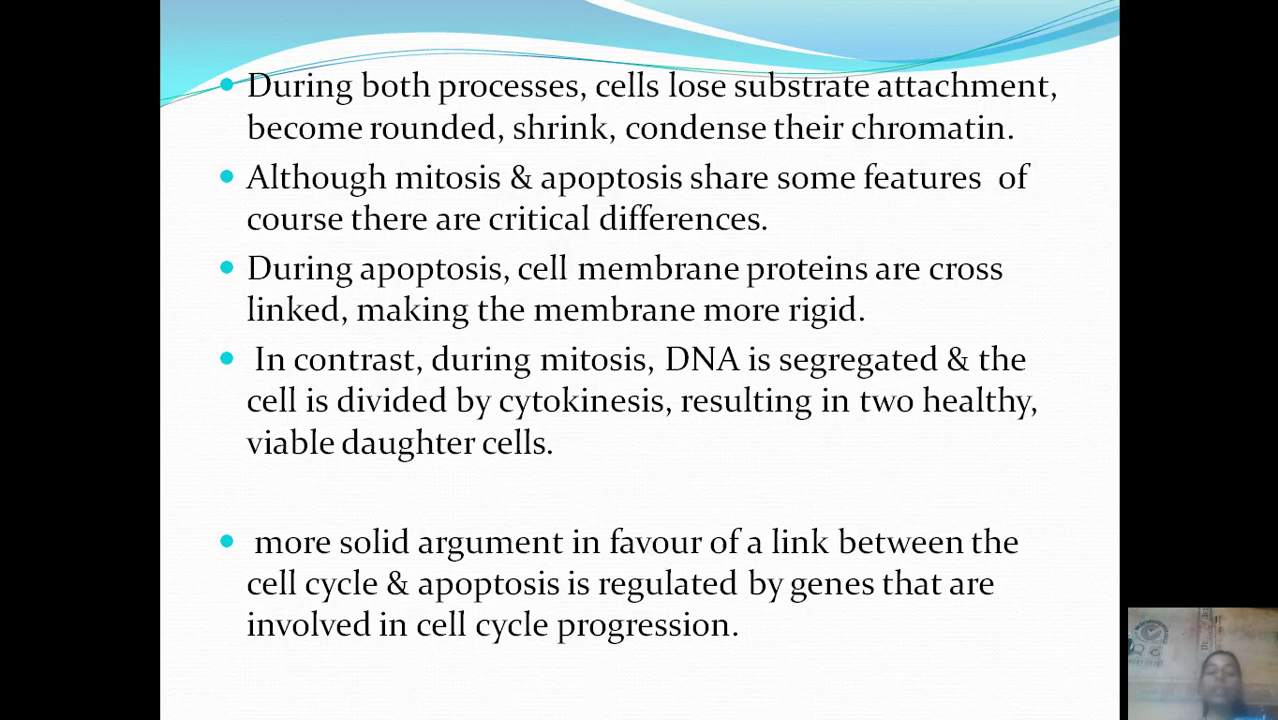 • During both processes, cells lose substrate attachment,
become rounded, shrink, condense their chromatin.
• Although mitosis & apoptosis share some features of
course there are critical differences.
• During apoptosis, cell membrane proteins are cross
linked, making the membrane more rigid.
• In contrast, during mitosis, DNA is segregated & the
cell is divided by cytokinesis, resulting in two healthy,
viable daughter cells.
• more solid argument in favour of a link between the
cell cycle & apoptosis is regulated by genes that are
involved in cell cycle progression.